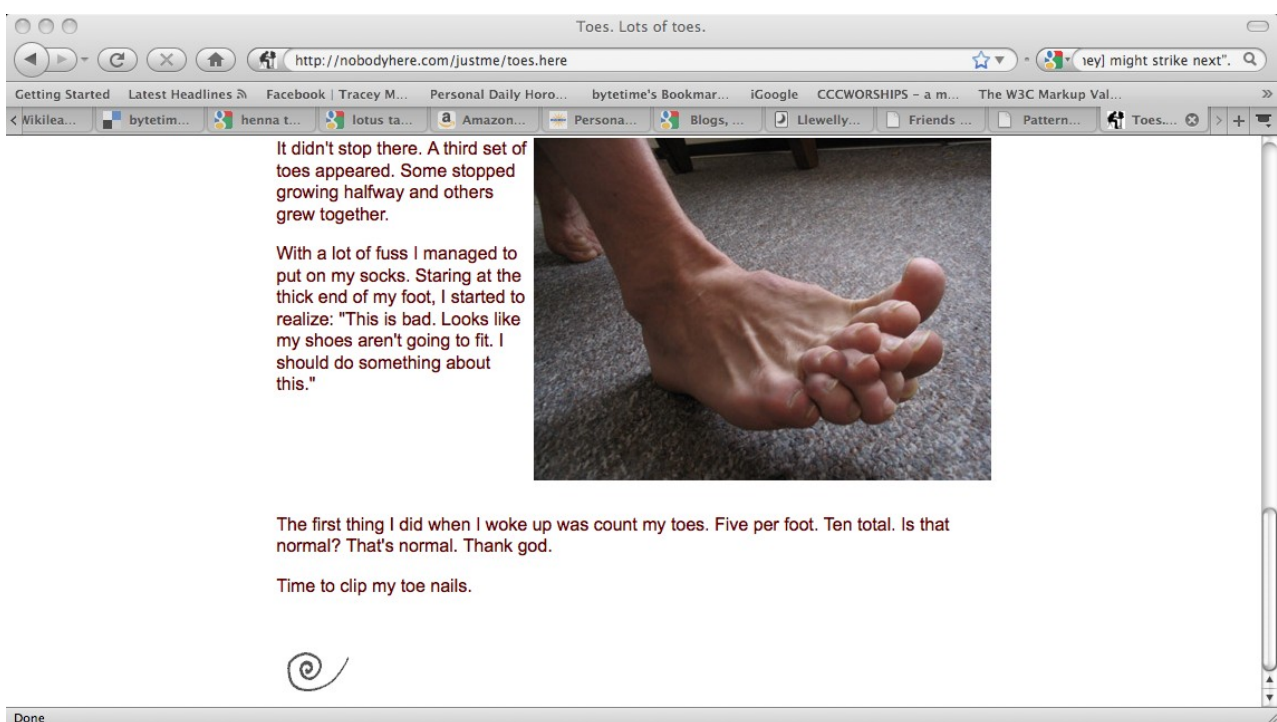 Toes. Lots of toes.
http://nobodyhere.com/justme/toes.here
ney] might strike next".
Getting Started Latest Headlines Facebook | Tracey M... Personal Daily Horo... bytetime's Bookmar... iGoogle CCCWORSHIPS – a m... The W3C Markup Val... »
Wikilea... bytetim... henna t... lotus ta... Amazon... Persona... Blogs, ... Llewelly... Friends ... Pattern... Toes....
It didn't stop there. A third set of
toes appeared. Some stopped
growing halfway and others
grew together.
With a lot of fuss I managed to
put on my socks. Staring at the
thick end of my foot, I started to
realize: "This is bad. Looks like
my shoes aren't going to fit. I
should do something about
this."
The first thing I did when I woke up was count my toes. Five per foot. Ten total. Is that
normal? That's normal. Thank god.
Time to clip my toe nails.
Done